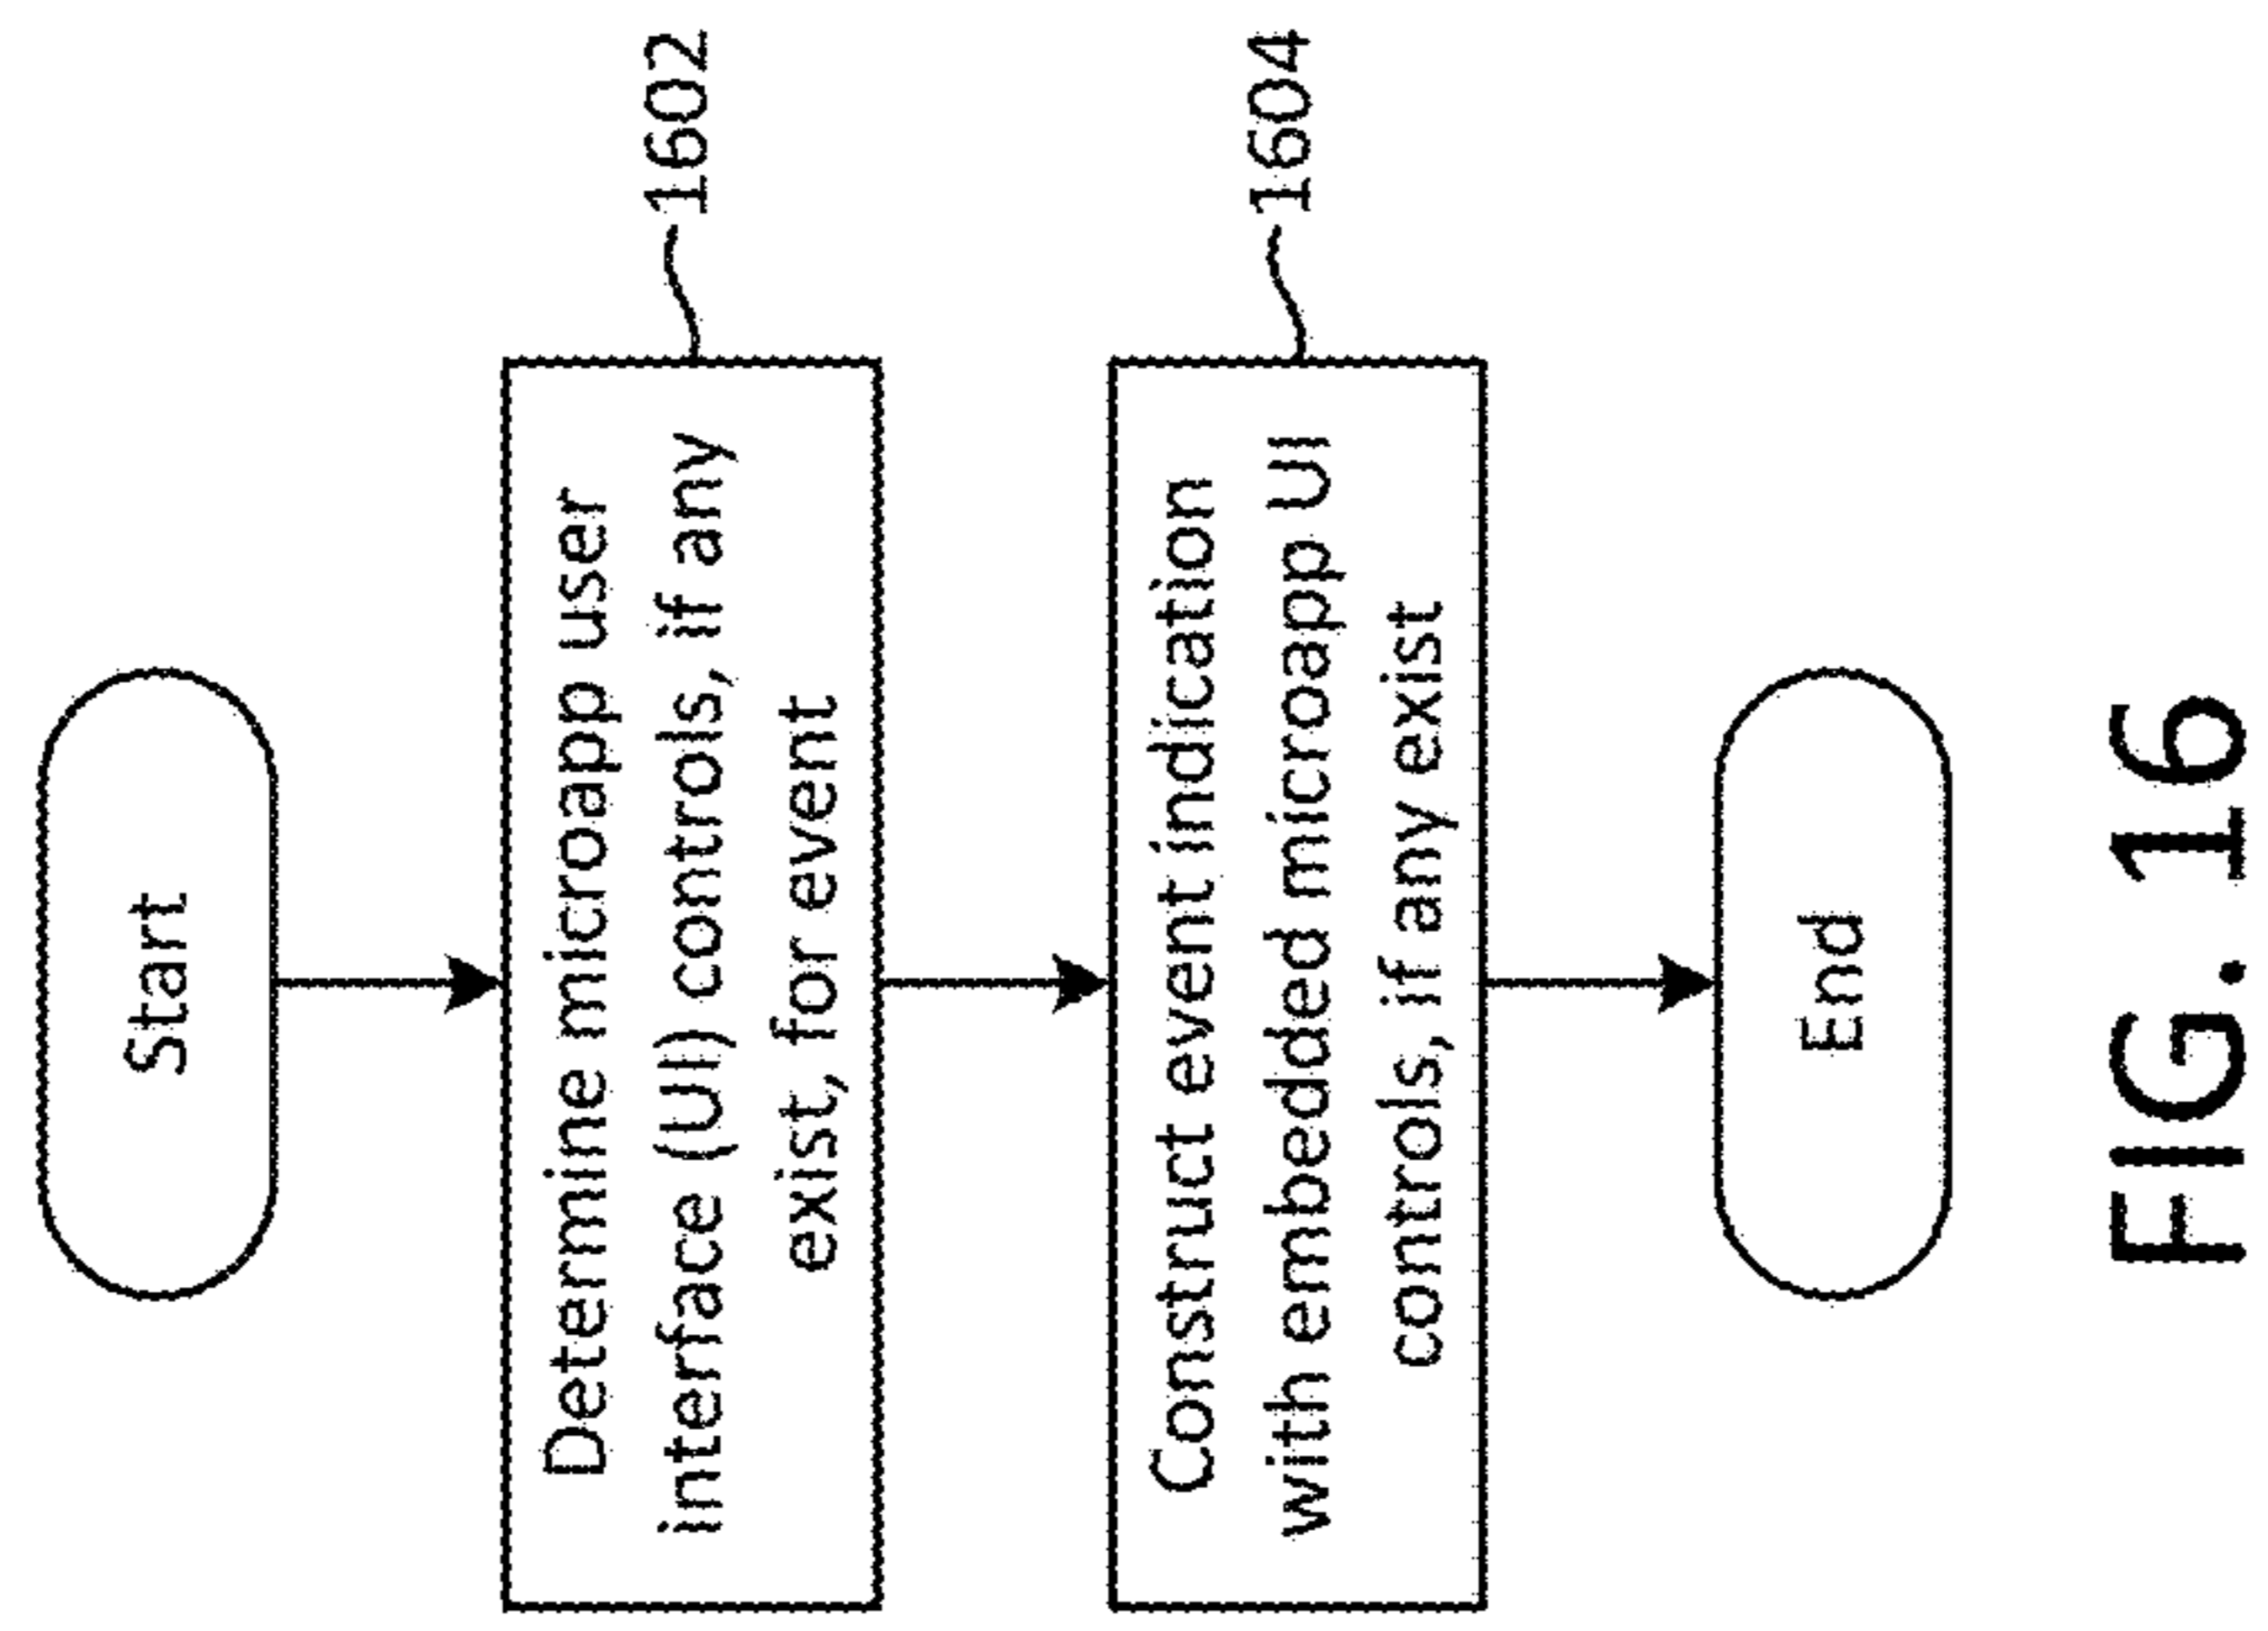 Start
Determine microapp user
interface (UI) controls, if any
exist, for event
1602
Construct event indication
with embedded microapp UI
controls, if any exist
1604
End
FIG. 16